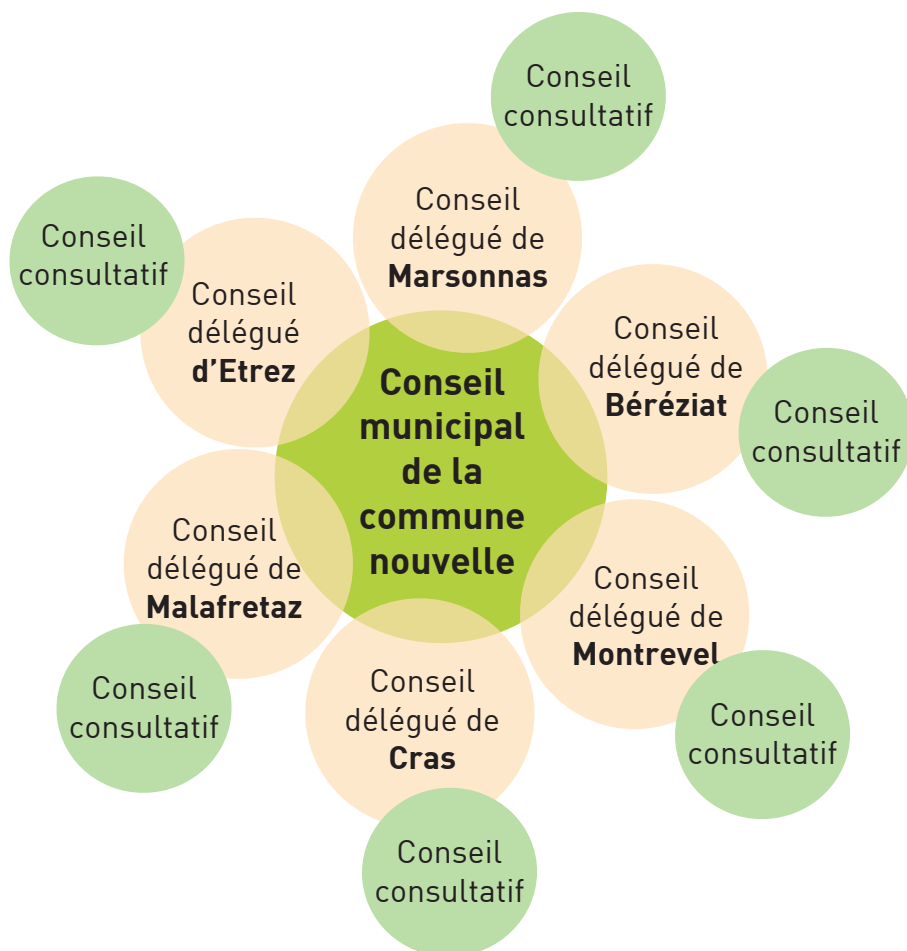 Conseil
consultatif
Conseil
délégué de
Marsonnas
Conseil
consultatif
Conseil
délégué
d'Etrez
Conseil
délégué de
Béréziat
Conseil
consultatif
Conseil
municipal
de la
commune
nouvelle
Conseil
délégué de
Malafretaz
Conseil
délégué de
Montrevel
Conseil
consultatif
Conseil
délégué de
Cras
Conseil
consultatif
Conseil
consultatif